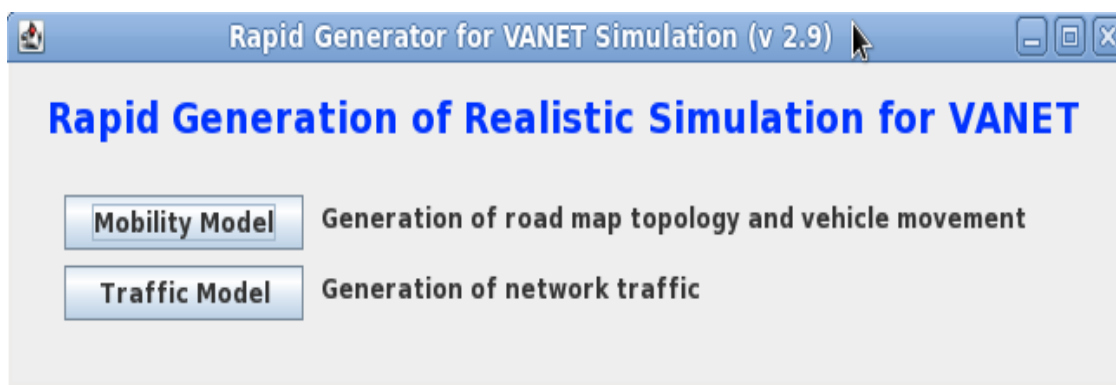 Rapid Generator for VANET Simulation (v 2.9)
Rapid Generation of Realistic Simulation for VANET
Mobility Model Generation of road map topology and vehicle movement
Traffic Model Generation of network traffic